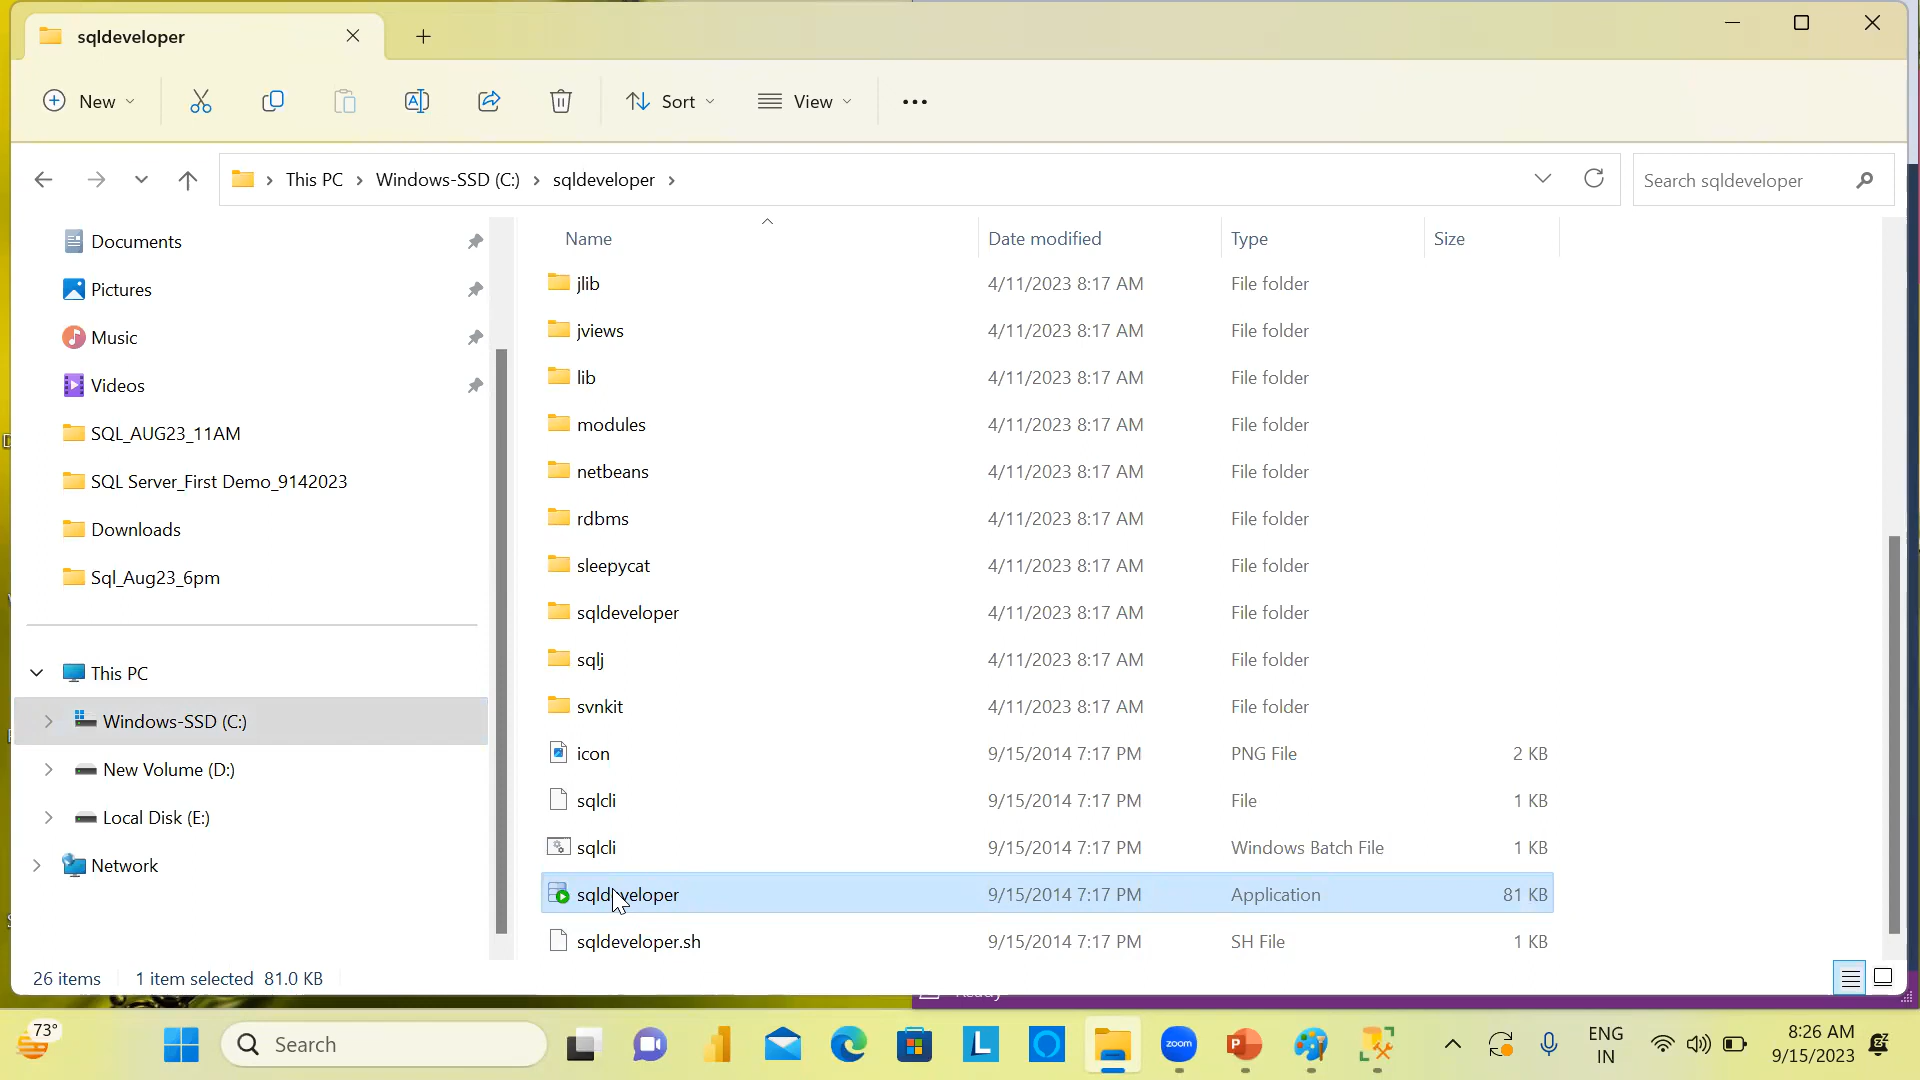 sqldeveloper
New
Sort
View
This PC
Windows-SSD (C:)
sqldeveloper
Search sqldeveloper
Documents
Pictures
Music
Videos
SQL_AUG23_11AM
SQL Server_First Demo_9142023
Downloads
Sql_Aug23_6pm
This PC
Windows-SSD (C:)
New Volume (D:)
Local Disk (E:)
Network
Name Date modified Type Size
jlib 4/11/2023 8:17 AM File folder
jviews 4/11/2023 8:17 AM File folder
lib 4/11/2023 8:17 AM File folder
modules 4/11/2023 8:17 AM File folder
netbeans 4/11/2023 8:17 AM File folder
rdbms 4/11/2023 8:17 AM File folder
sleepycat 4/11/2023 8:17 AM File folder
sqldeveloper 4/11/2023 8:17 AM File folder
sqlj 4/11/2023 8:17 AM File folder
svnkit 4/11/2023 8:17 AM File folder
icon 9/15/2014 7:17 PM PNG File 2 KB
sqlcli 9/15/2014 7:17 PM File 1 KB
sqlcli 9/15/2014 7:17 PM Windows Batch File 1 KB
sqldeveloper 9/15/2014 7:17 PM Application 81 KB
sqldeveloper.sh 9/15/2014 7:17 PM SH File 1 KB
26 items 1 item selected 81.0 KB
Ready
73°
Search
zoom
ENG
IN
8:26 AM
9/15/2023